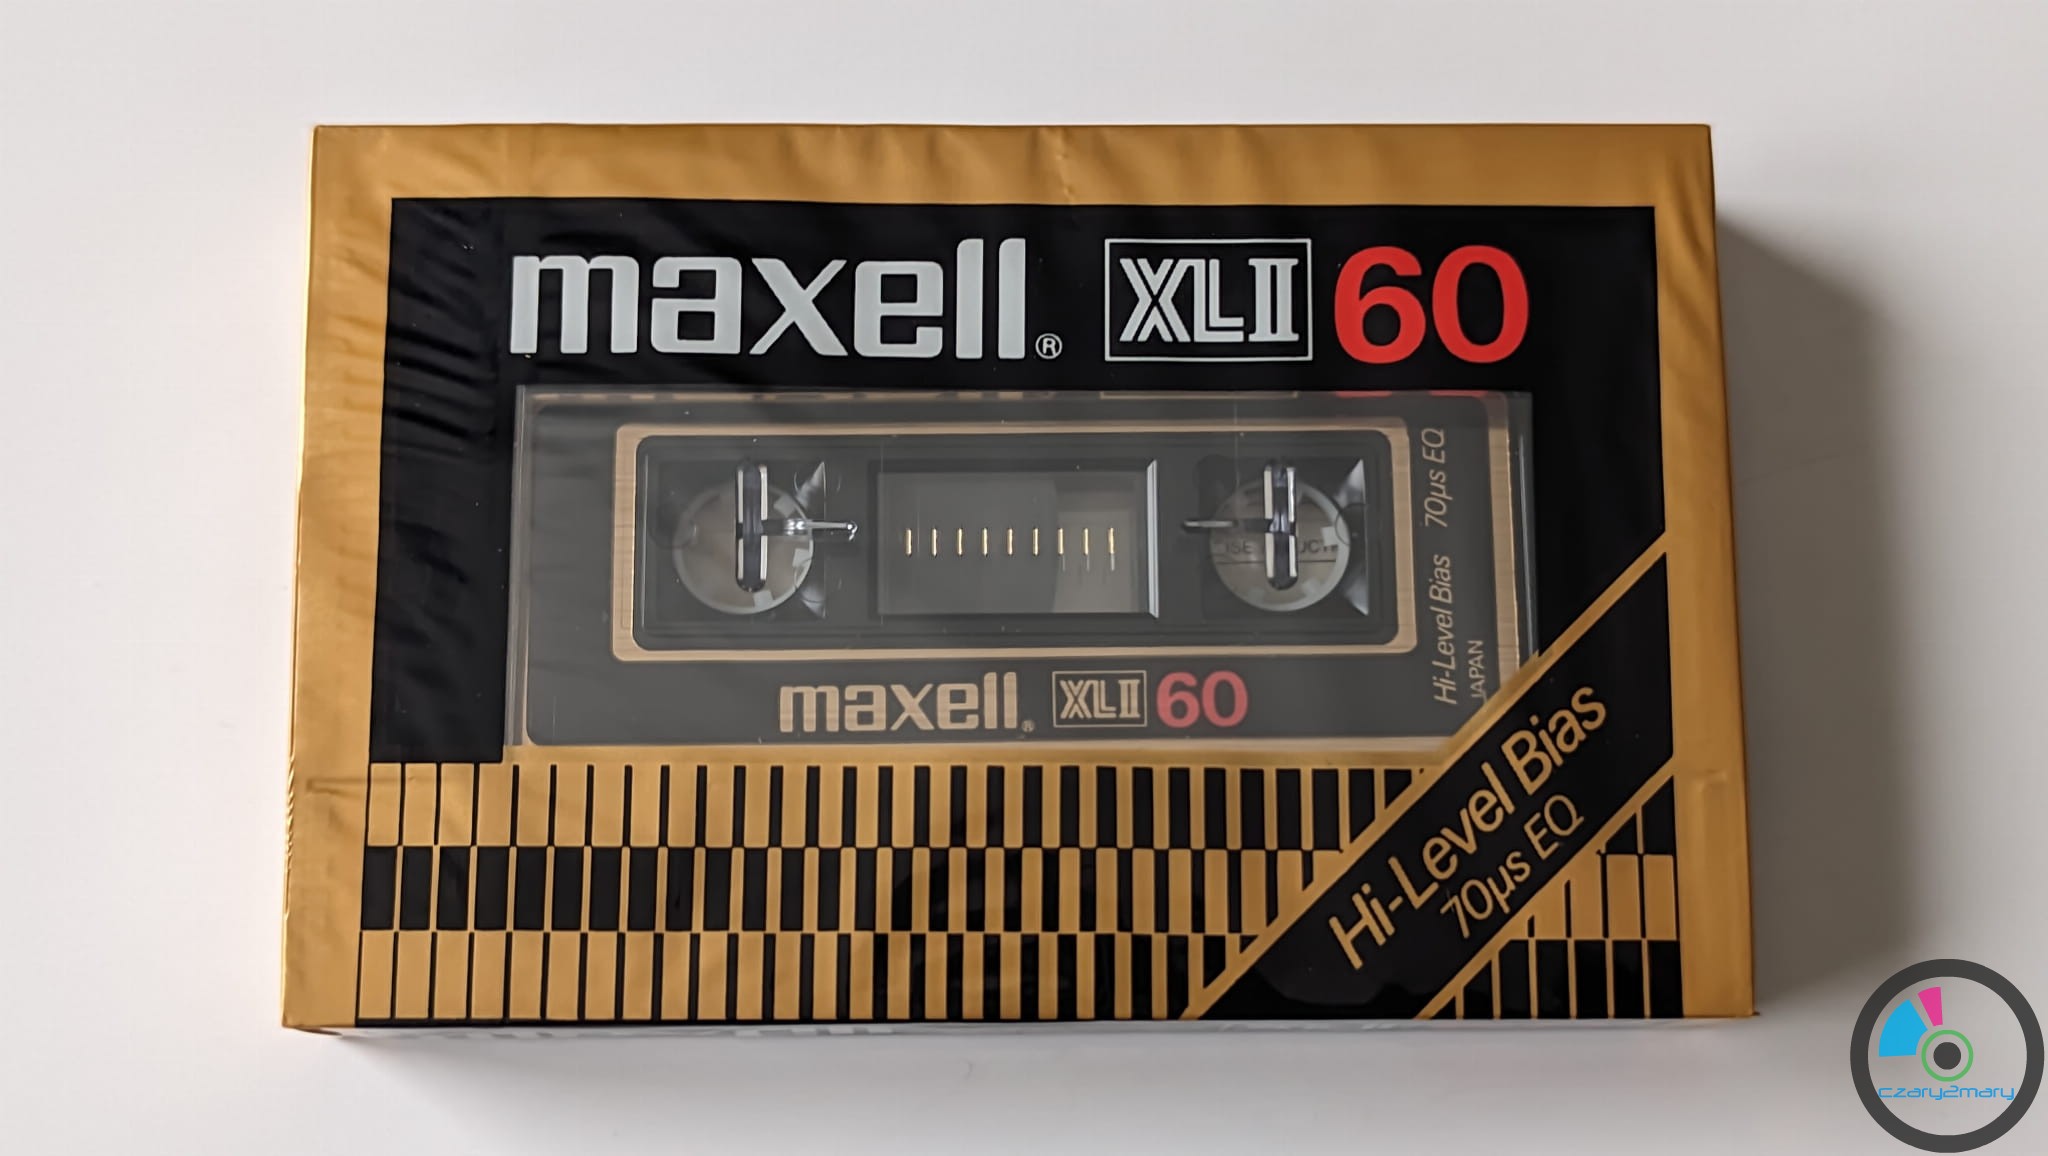 maxell® XLII 60
Hi-Level Bias 70µs EQ
JAPAN
maxell® XLII 60
Hi-Level Bias
70µs EQ
czary2mary